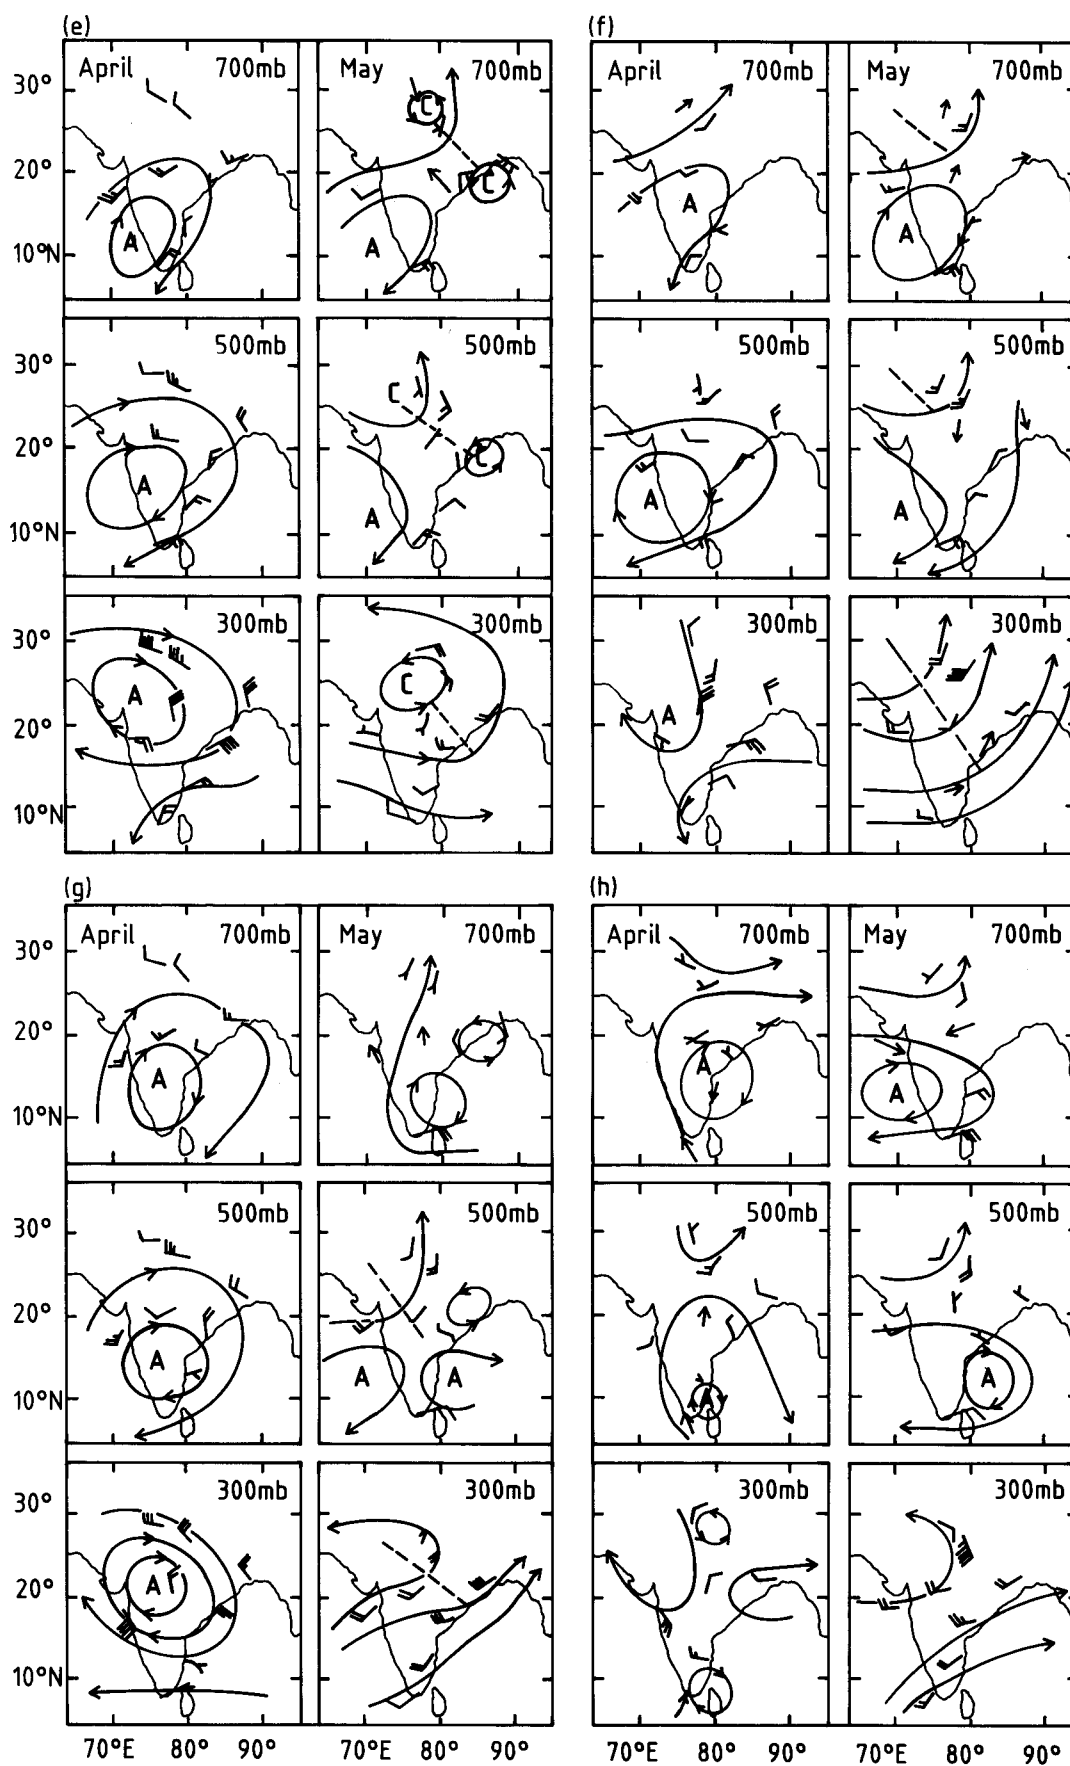 (e) (f)
April 700mb May 700mb April 700mb May 700mb
30°
C
20°
C
A A A A
10°N
500mb 500mb 500mb 500mb
30°
C
20°
C
A A A A
10°N
300mb 300mb 300mb 300mb
30°
A C A
20°
10°N
(g) (h)
April 700mb May 700mb April 700mb May 700mb
30°
20°
A A A
10°N
500mb 500mb 500mb 500mb
30°
20°
A A A A A
10°N
300mb 300mb 300mb 300mb
30°
20° A
10°N
70°E 80° 90° 70°E 80° 90° 70°E 80° 90° 70°E 80° 90°